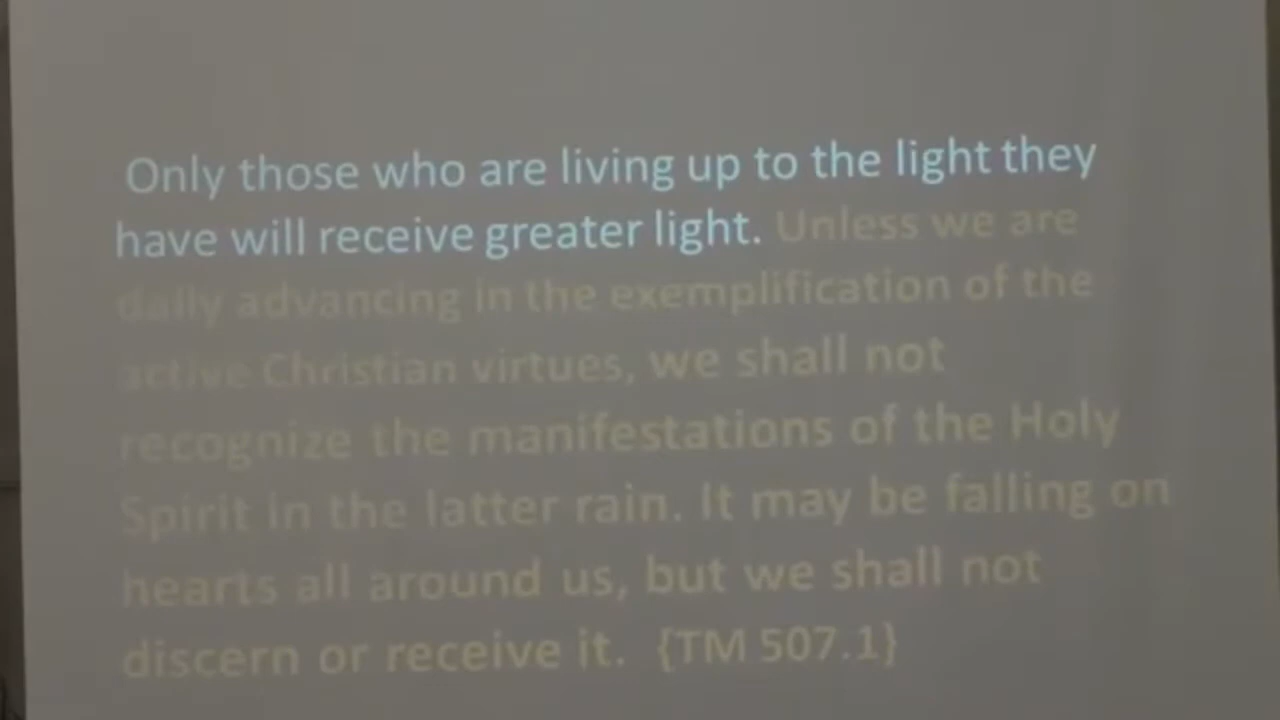 Only those who are living up to the light they
have will receive greater light. Unless we are
daily advancing in the exemplification of the
active Christian virtues, we shall not
recognize the manifestations of the Holy
Spirit in the latter rain. It may be falling on
hearts all around us, but we shall not
discern or receive it. {TM 507.1}